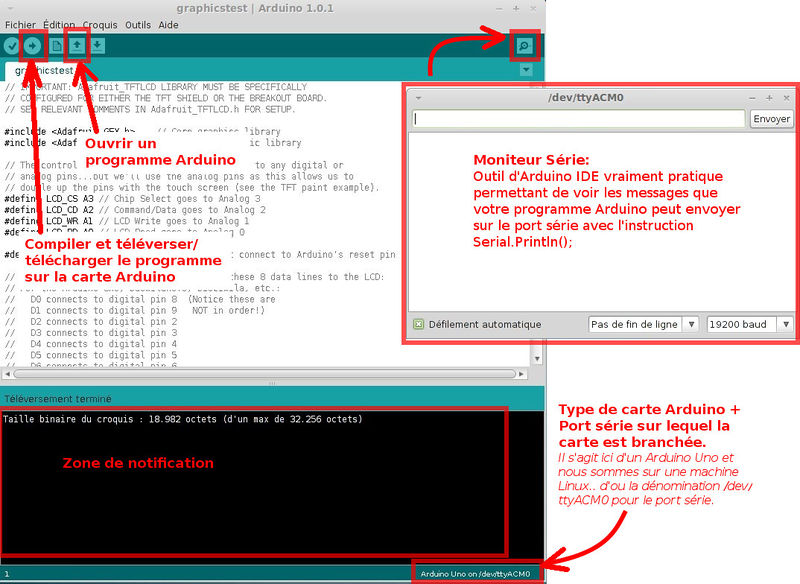 graphicstest | Arduino 1.0.1
Fichier Édition Croquis Outils Aide
graphicstest
// IMPORTANT: Adafruit_TFTLCD LIBRARY MUST BE SPECIFICALLY
// CONFIGURED FOR EITHER THE TFT SHIELD OR THE BREAKOUT BOARD.
// SEE RELEVANT COMMENTS IN Adafruit_TFTLCD.h FOR SETUP.
#include <Adafruit_GFX.h> // Core graphics library
#include <Adaf
ic library
Ouvrir un
programme Arduino
// The control
to any digital or
// analog pins...but we'll use the analog pins as this allows us to
// double up the pins with the touch screen (see the TFT paint example).
#define LCD_CS A3 // Chip Select goes to Analog 3
#define LCD_CD A2 // Command/Data goes to Analog 2
#define LCD_WR A1 // LCD Write goes to Analog 1
#define LCD_RD A0 // LCD Read goes to Analog 0
Compiler et téléverser/
télécharger le programme
sur la carte Arduino
connect to Arduino's reset pin
these 8 data lines to the LCD:
// D0 connects to digital pin 8 (Notice these are
// D1 connects to digital pin 9 NOT in order!)
// D2 connects to digital pin 2
// D3 connects to digital pin 3
// D4 connects to digital pin 4
// D5 connects to digital pin 5
// D6 connects to digital pin 6
/dev/ttyACM0
Envoyer
Moniteur Série:
Outil d'Arduino IDE vraiment pratique
permettant de voir les messages que
votre programme Arduino peut envoyer
sur le port série avec l'instruction
Serial.Println();
Défilement automatique
Pas de fin de ligne
19200 baud
Téléversement terminé
Taille binaire du croquis : 18.982 octets (d'un max de 32.256 octets)
Zone de notification
Type de carte Arduino +
Port série sur lequel la
carte est branchée.
Il s'agit ici d'un Arduino Uno et
nous sommes sur une machine
Linux.. d'ou la dénomination /dev/
ttyACM0 pour le port série.
1
Arduino Uno on /dev/ttyACM0